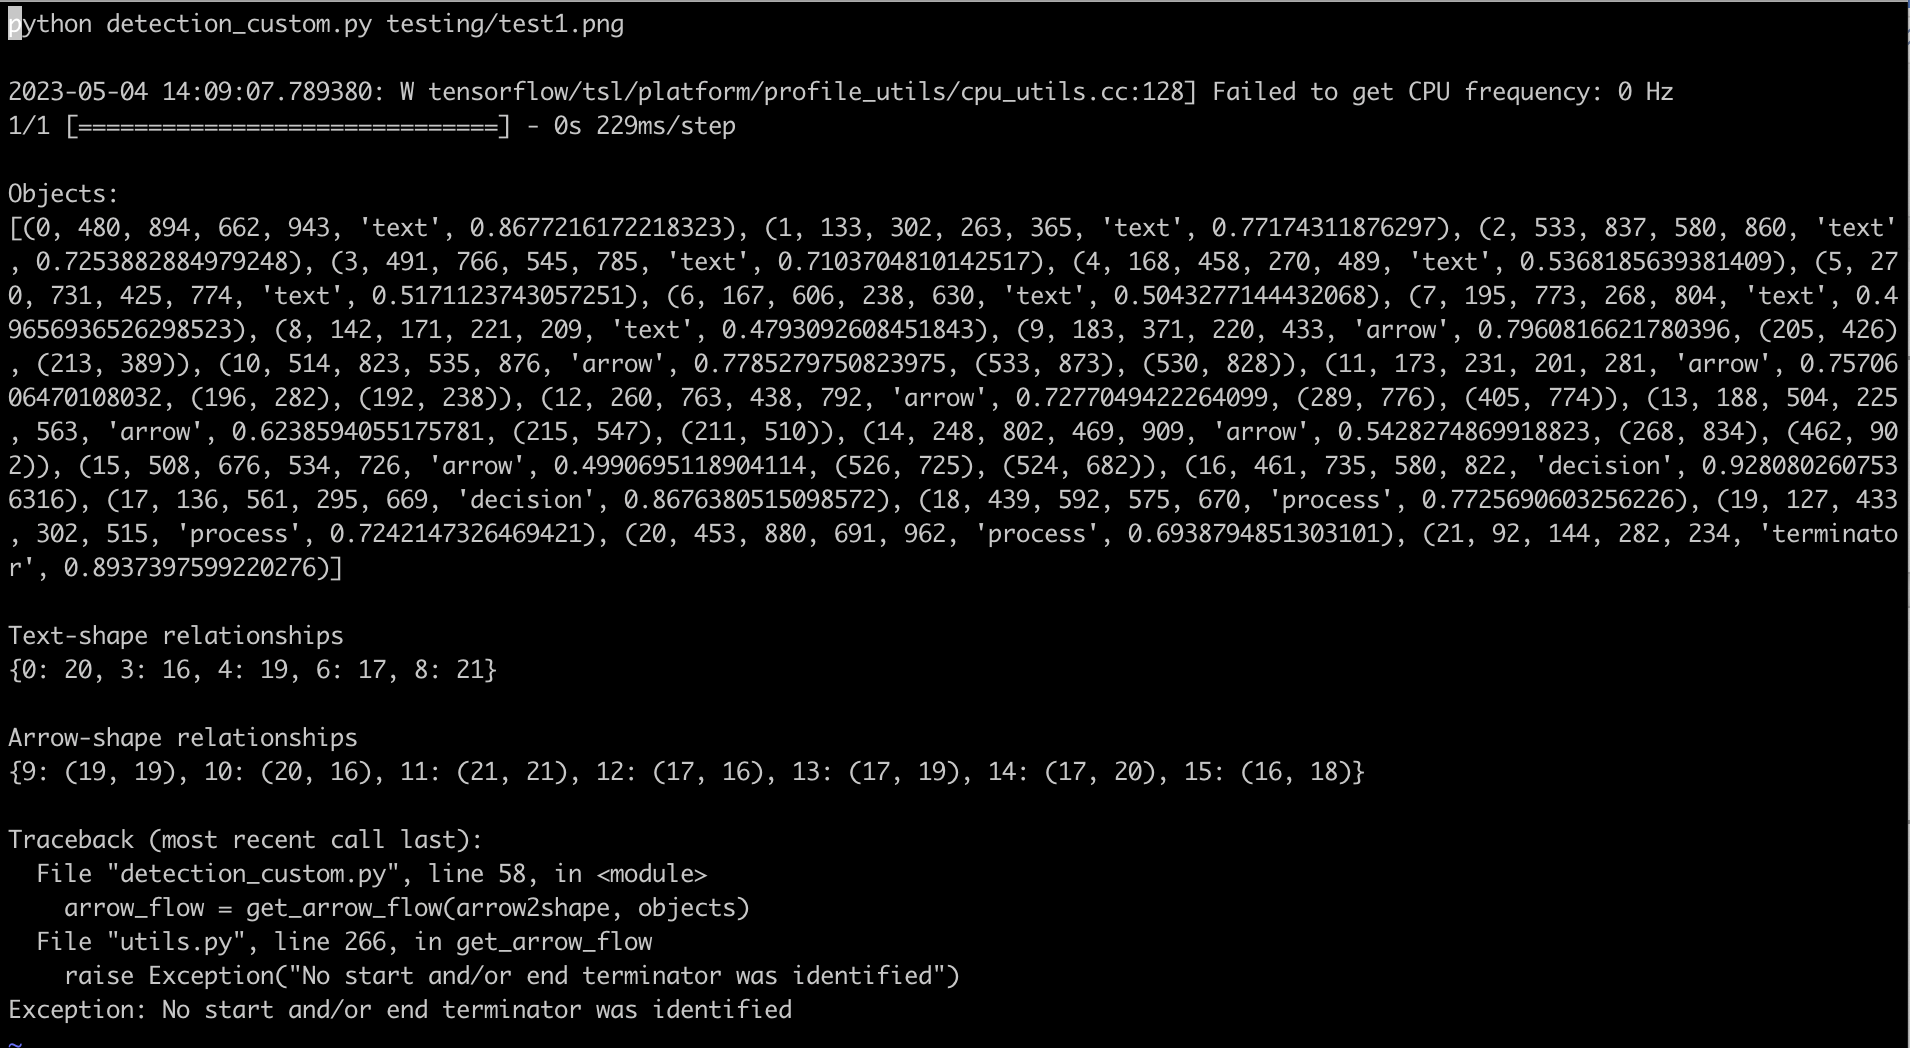 python detection_custom.py testing/test1.png
2023-05-04 14:09:07.789380: W tensorflow/tsl/platform/profile_utils/cpu_utils.cc:128] Failed to get CPU frequency: 0 Hz
1/1 [==============================] - 0s 229ms/step
Objects:
[(0, 480, 894, 662, 943, 'text', 0.8677216172218323), (1, 133, 302, 263, 365, 'text', 0.77174311876297), (2, 533, 837, 580, 860, 'text'
, 0.7253882884979248), (3, 491, 766, 545, 785, 'text', 0.7103704810142517), (4, 168, 458, 270, 489, 'text', 0.5368185639381409), (5, 27
0, 731, 425, 774, 'text', 0.5171123743057251), (6, 167, 606, 238, 630, 'text', 0.5043277144432068), (7, 195, 773, 268, 804, 'text', 0.4
9656936526298523), (8, 142, 171, 221, 209, 'text', 0.4793092608451843), (9, 183, 371, 220, 433, 'arrow', 0.7960816621780396, (205, 426)
, (213, 389)), (10, 514, 823, 535, 876, 'arrow', 0.7785279750823975, (533, 873), (530, 828)), (11, 173, 231, 201, 281, 'arrow', 0.75706
06470108032, (196, 282), (192, 238)), (12, 260, 763, 438, 792, 'arrow', 0.7277049422264099, (289, 776), (405, 774)), (13, 188, 504, 225
, 563, 'arrow', 0.6238594055175781, (215, 547), (211, 510)), (14, 248, 802, 469, 909, 'arrow', 0.5428274869918823, (268, 834), (462, 90
2)), (15, 508, 676, 534, 726, 'arrow', 0.4990695118904114, (526, 725), (524, 682)), (16, 461, 735, 580, 822, 'decision', 0.928080260753
6316), (17, 136, 561, 295, 669, 'decision', 0.8676380515098572), (18, 439, 592, 575, 670, 'process', 0.7725690603256226), (19, 127, 433
, 302, 515, 'process', 0.7242147326469421), (20, 453, 880, 691, 962, 'process', 0.6938794851303101), (21, 92, 144, 282, 234, 'terminato
r', 0.8937397599220276)]
Text-shape relationships
{0: 20, 3: 16, 4: 19, 6: 17, 8: 21}
Arrow-shape relationships
{9: (19, 19), 10: (20, 16), 11: (21, 21), 12: (17, 16), 13: (17, 19), 14: (17, 20), 15: (16, 18)}
Traceback (most recent call last):
  File "detection_custom.py", line 58, in <module>
    arrow_flow = get_arrow_flow(arrow2shape, objects)
  File "utils.py", line 266, in get_arrow_flow
    raise Exception("No start and/or end terminator was identified")
Exception: No start and/or end terminator was identified
~